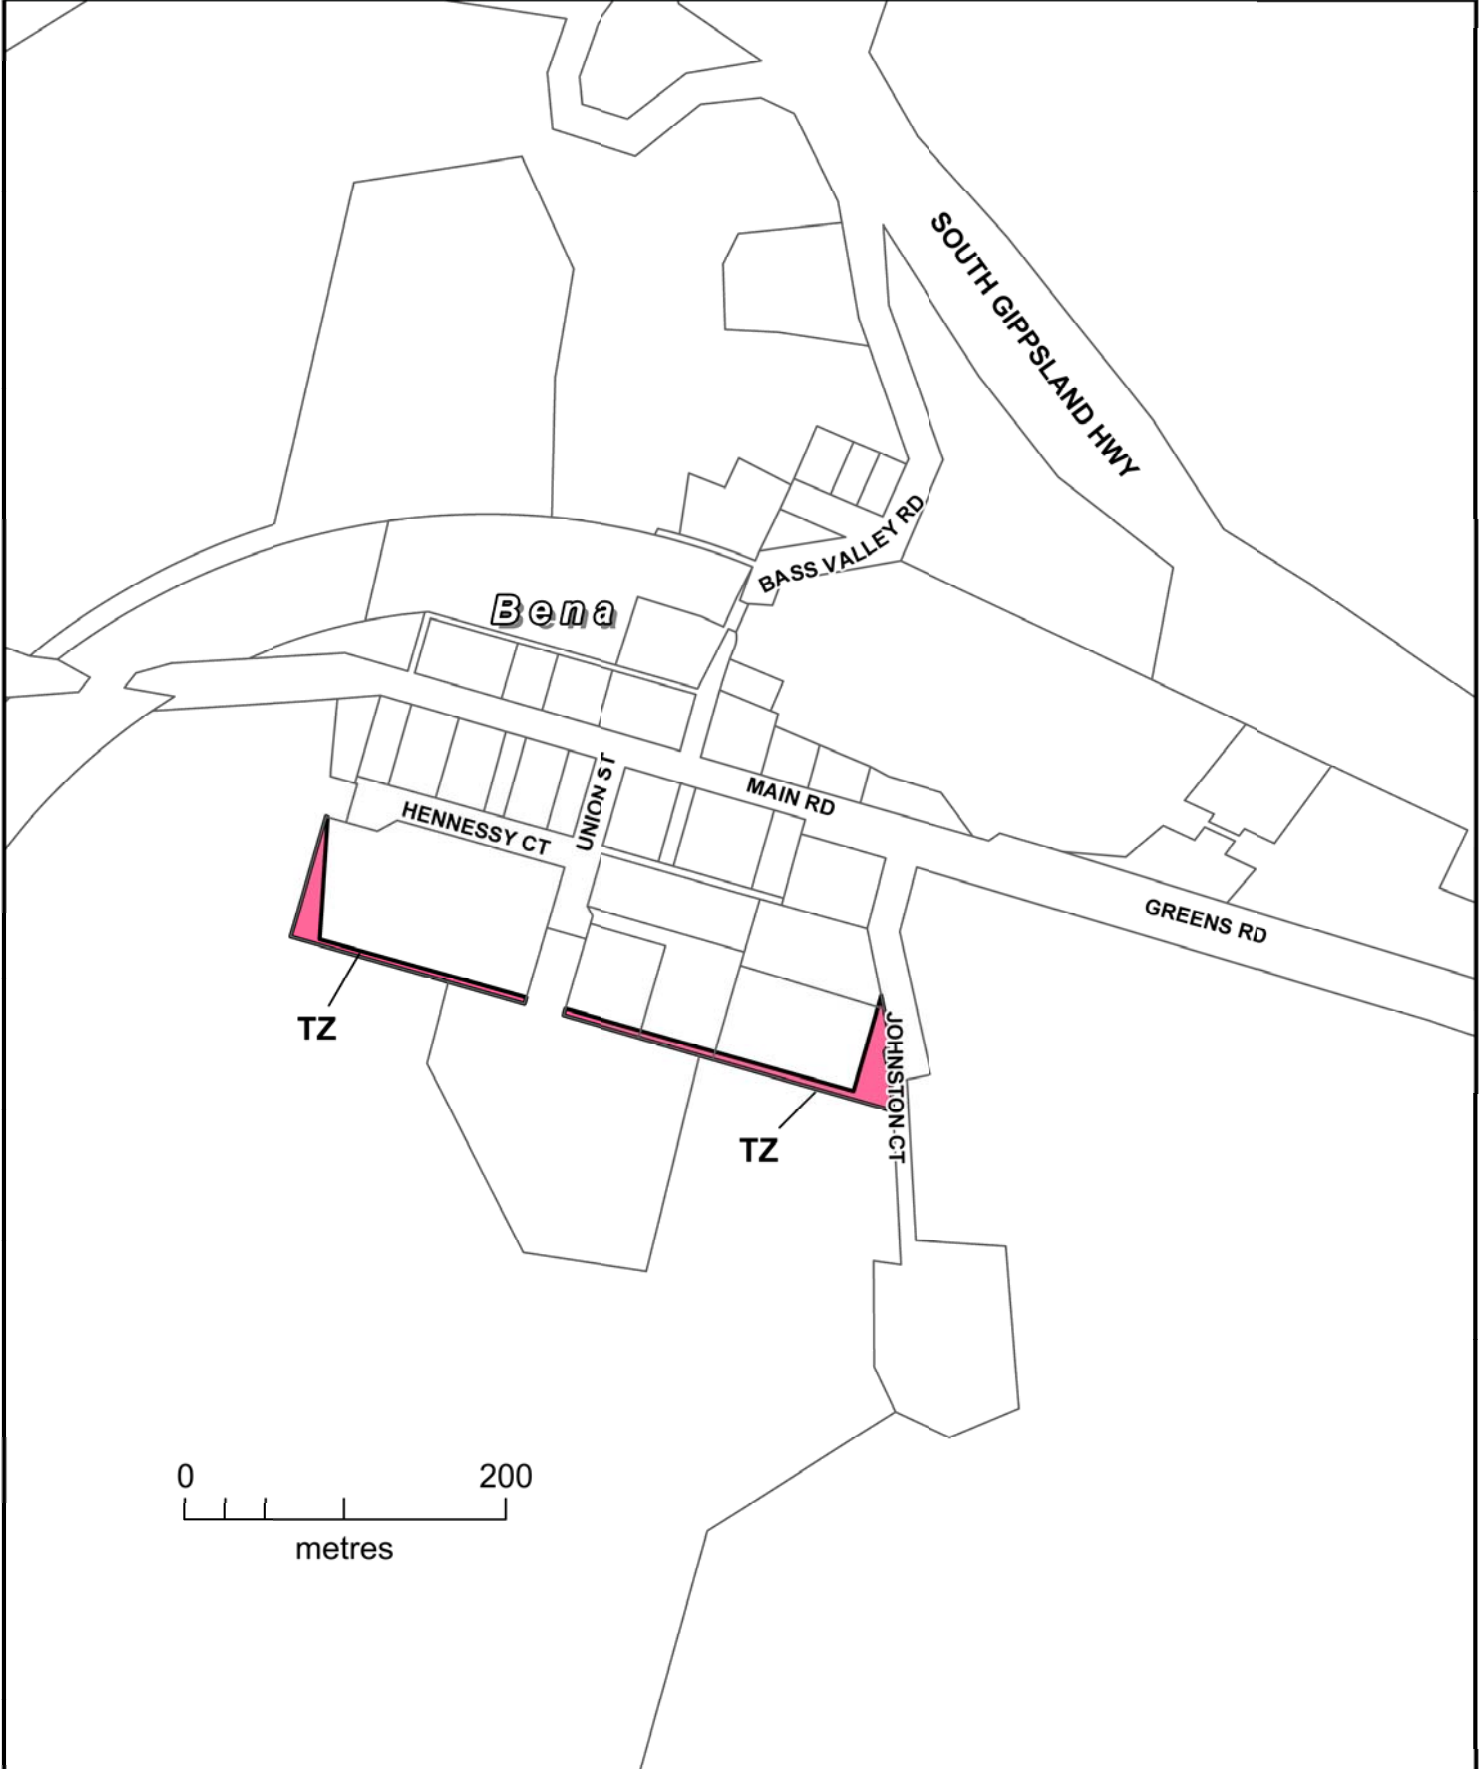 SOUTH GIPPSLAND HWY
BASS VALLEY RD
Bena
UNION ST
MAIN RD
HENNESSY CT
GREENS RD
TZ
JOHNSTON CT
TZ
0 200
metres